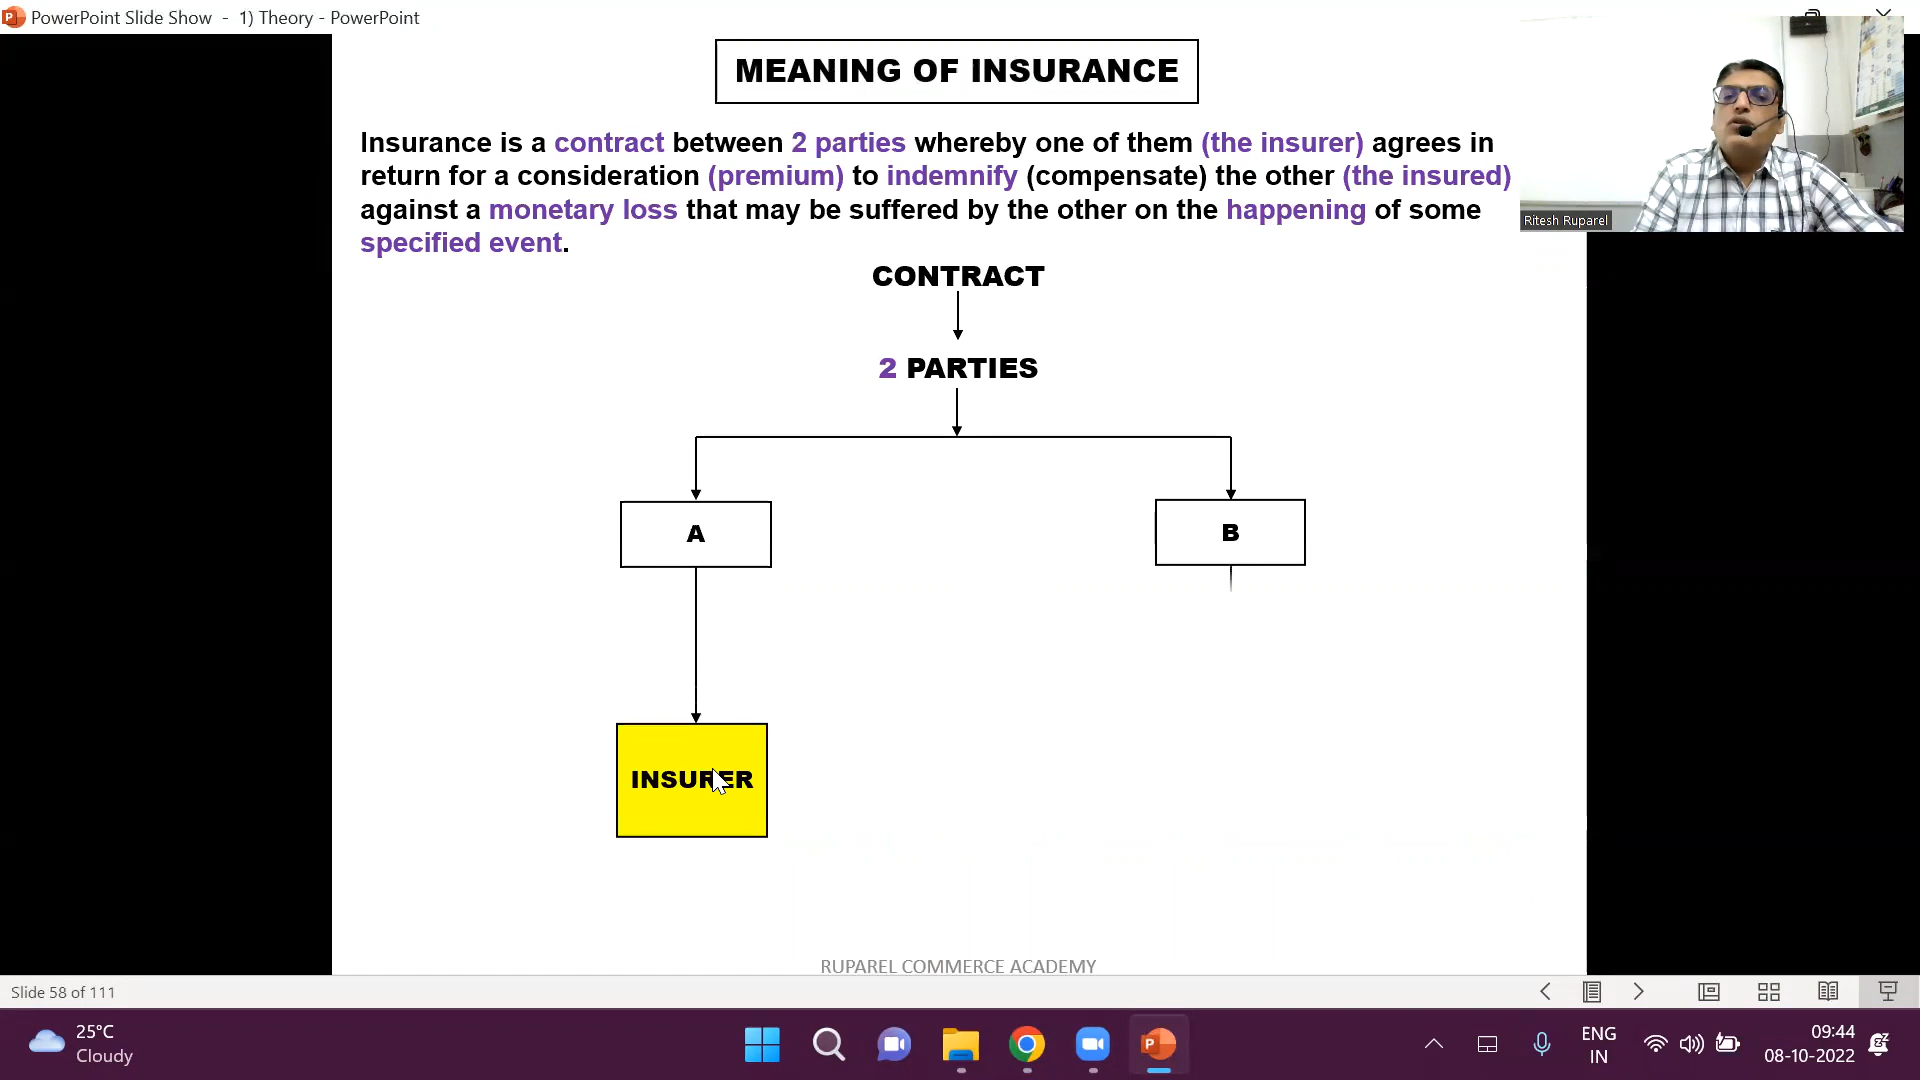 PowerPoint Slide Show - 1) Theory - PowerPoint
MEANING OF INSURANCE
Insurance is a contract between 2 parties whereby one of them (the insurer) agrees in
return for a consideration (premium) to indemnify (compensate) the other (the insured)
against a monetary loss that may be suffered by the other on the happening of some
specified event.
Ritesh Ruparel
CONTRACT
2 PARTIES
A
B
INSURER
RUPAREL COMMERCE ACADEMY
Slide 58 of 111
25°C
Cloudy
ENG
IN
09:44
08-10-2022